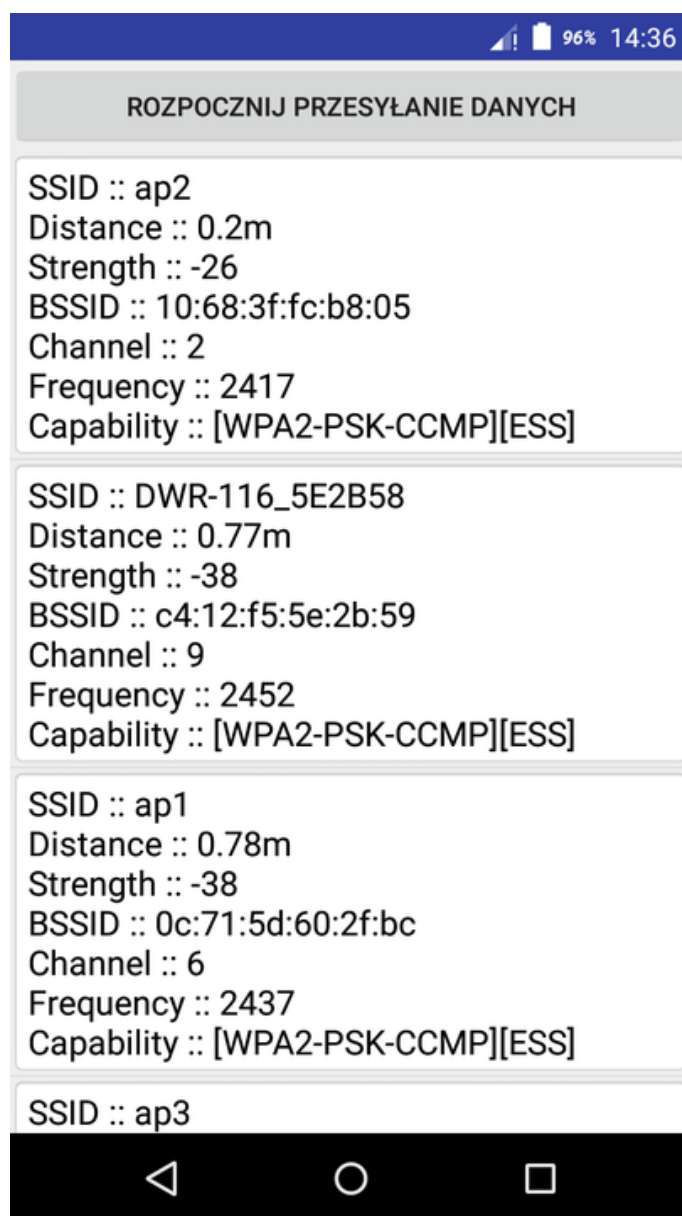 96% 14:36
ROZPOCZNIJ PRZESYŁANIE DANYCH
SSID :: ap2
Distance :: 0.2m
Strength :: -26
BSSID :: 10:68:3f:fc:b8:05
Channel :: 2
Frequency :: 2417
Capability :: [WPA2-PSK-CCMP][ESS]
SSID :: DWR-116_5E2B58
Distance :: 0.77m
Strength :: -38
BSSID :: c4:12:f5:5e:2b:59
Channel :: 9
Frequency :: 2452
Capability :: [WPA2-PSK-CCMP][ESS]
SSID :: ap1
Distance :: 0.78m
Strength :: -38
BSSID :: 0c:71:5d:60:2f:bc
Channel :: 6
Frequency :: 2437
Capability :: [WPA2-PSK-CCMP][ESS]
SSID :: ap3